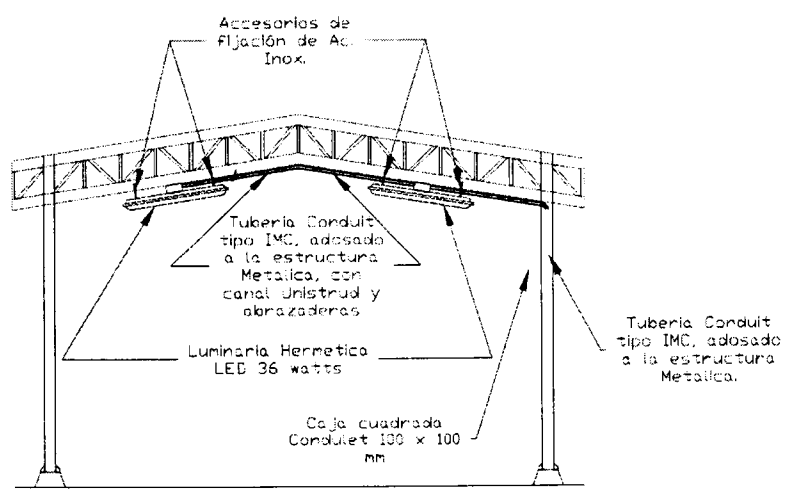 Accesorios de
fijación de Ac.
Inox.
Tuberia Conduit
tipo IMC, adosado
a la estructura
Metalica, con
canal Unistrud y
abrazaderas
Luminaria Hermetica
LED 36 watts
Tuberia Conduit
tipo IMC, adosado
a la estructura
Metalica.
Caja cuadrada
Condulet 100 x 100
mm